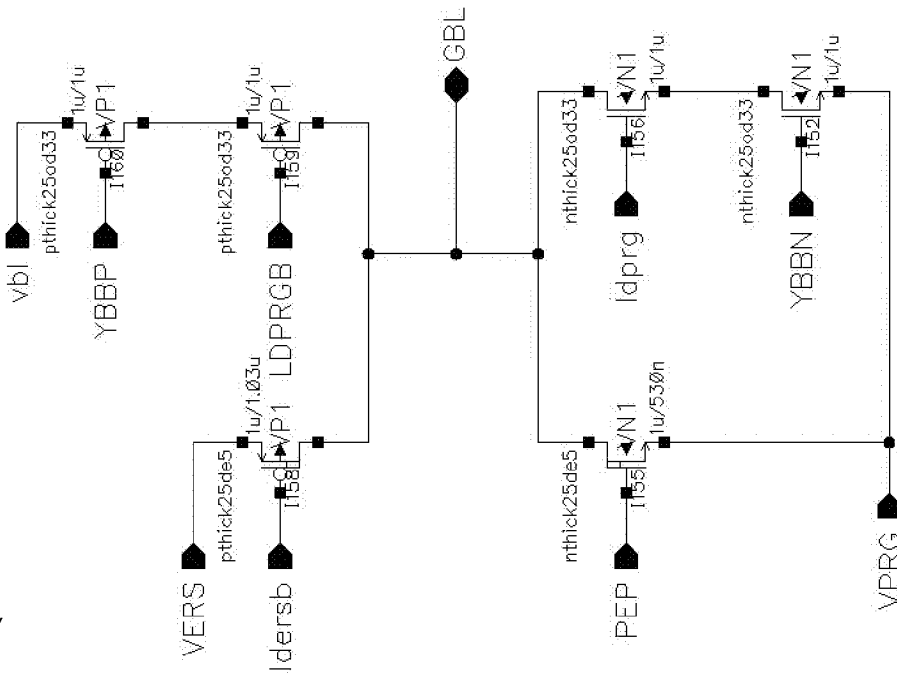 vbl
pthick25od33
1u/1u
VP1
I160
YBBP
pthick25od33
1u/1u
VP1
I159
LDPRGB
VERS
pthick25de5
1u/1.03u
VP1
I158
ldersb
GBL
nthick25od33
1u/1u
VN1
I156
ldprg
nthick25od33
1u/1u
VN1
I152
YBBN
nthick25de5
1u/530n
VN1
I155
PEP
VPRG